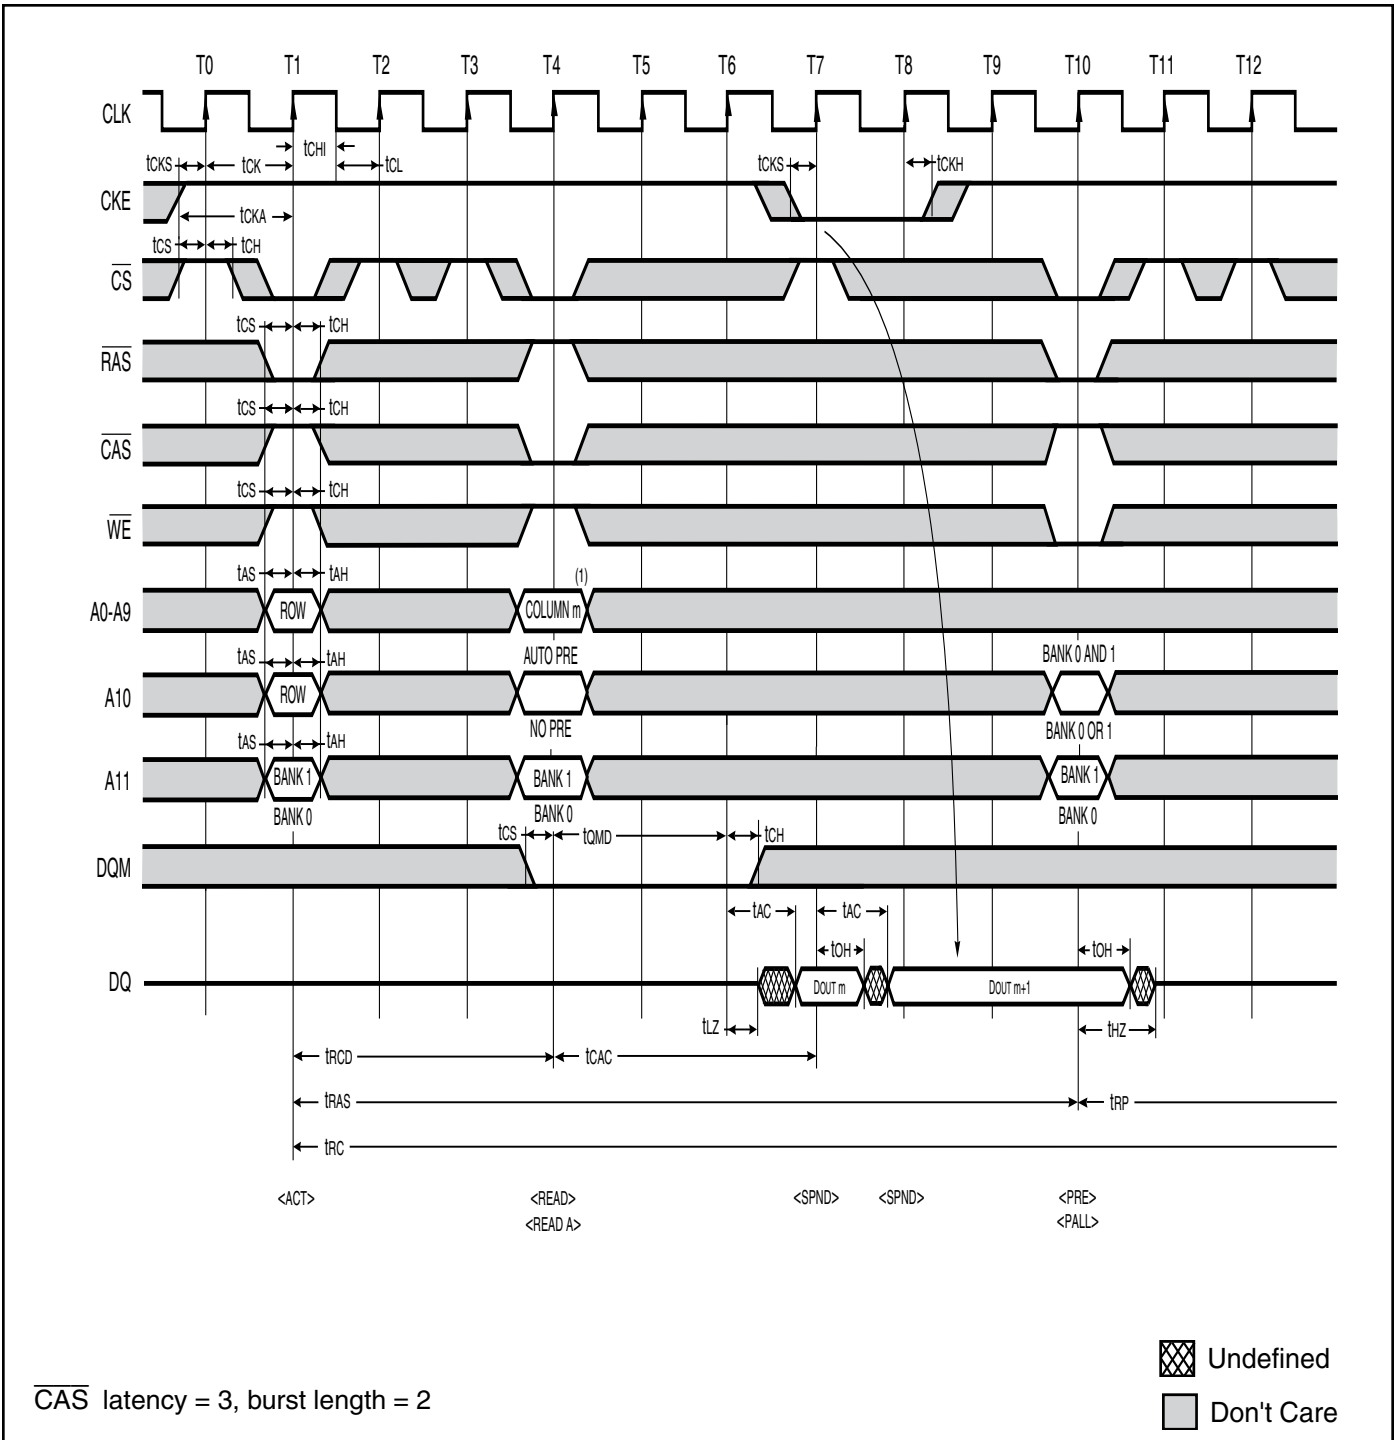 T0 T1 T2 T3 T4 T5 T6 T7 T8 T9 T10 T11 T12
CLK
tCHI
tCKS tCK tCL tCKS tCKH
CKE
tCKA
tCS tCH
CS
tCS tCH
RAS
tCS tCH
CAS
tCS tCH
WE
tAS tAH (1)
A0-A9 ROW COLUMN m
tAS tAH AUTO PRE BANK 0 AND 1
A10 ROW
NO PRE BANK 0 OR 1
tAS tAH
A11 BANK 1 BANK 1 BANK 1
BANK 0 BANK 0 BANK 0
tCS tQMD tCH
DQM
tAC tAC
tOH tOH
DQ DOUT m DOUT m+1
tLZ tHZ
tRCD tCAC
tRAS tRP
tRC
<ACT> <READ> <SPND> <SPND> <PRE>
<READ A> <PALL>
Undefined
CAS latency = 3, burst length = 2
Don't Care